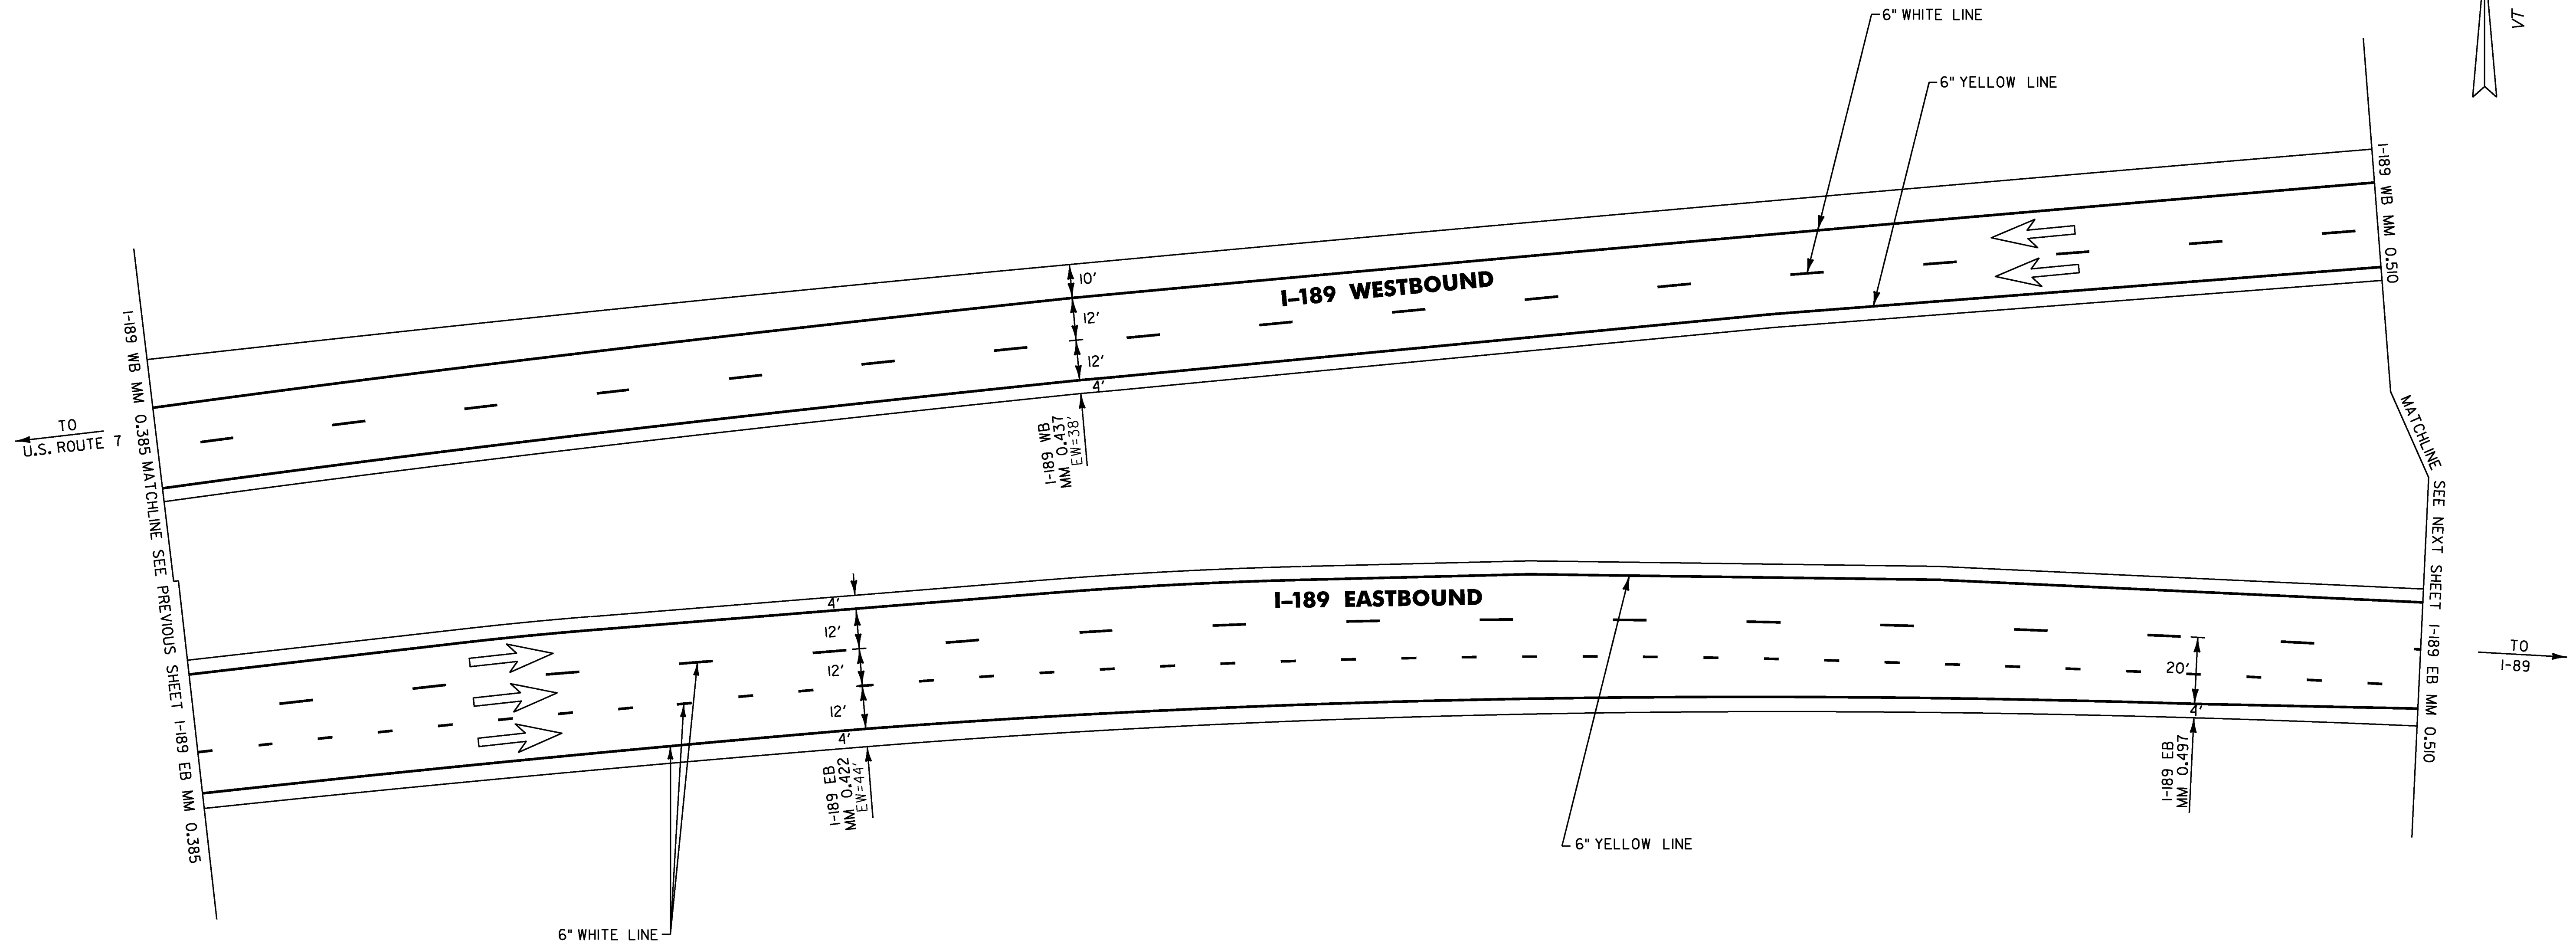 6" WHITE LINE
VT
6" YELLOW LINE
I-189 WB MM 0.510
10'
I-189 WESTBOUND
12'
12'
4'
I-189 WB MM 0.385 MATCHLINE SEE PREVIOUS SHEET I-189 EB MM 0.385
TO
U.S. ROUTE 7
I-189 WB
MM 0.437
EW=38'
MATCHLINE
SEE NEXT SHEET I-189 EB MM 0.510
4'
I-189 EASTBOUND
12'
12'
12'
4'
20'
4'
TO
I-89
I-189 EB
MM 0.422
EW=44'
I-189 EB
MM 0.497
6" YELLOW LINE
6" WHITE LINE